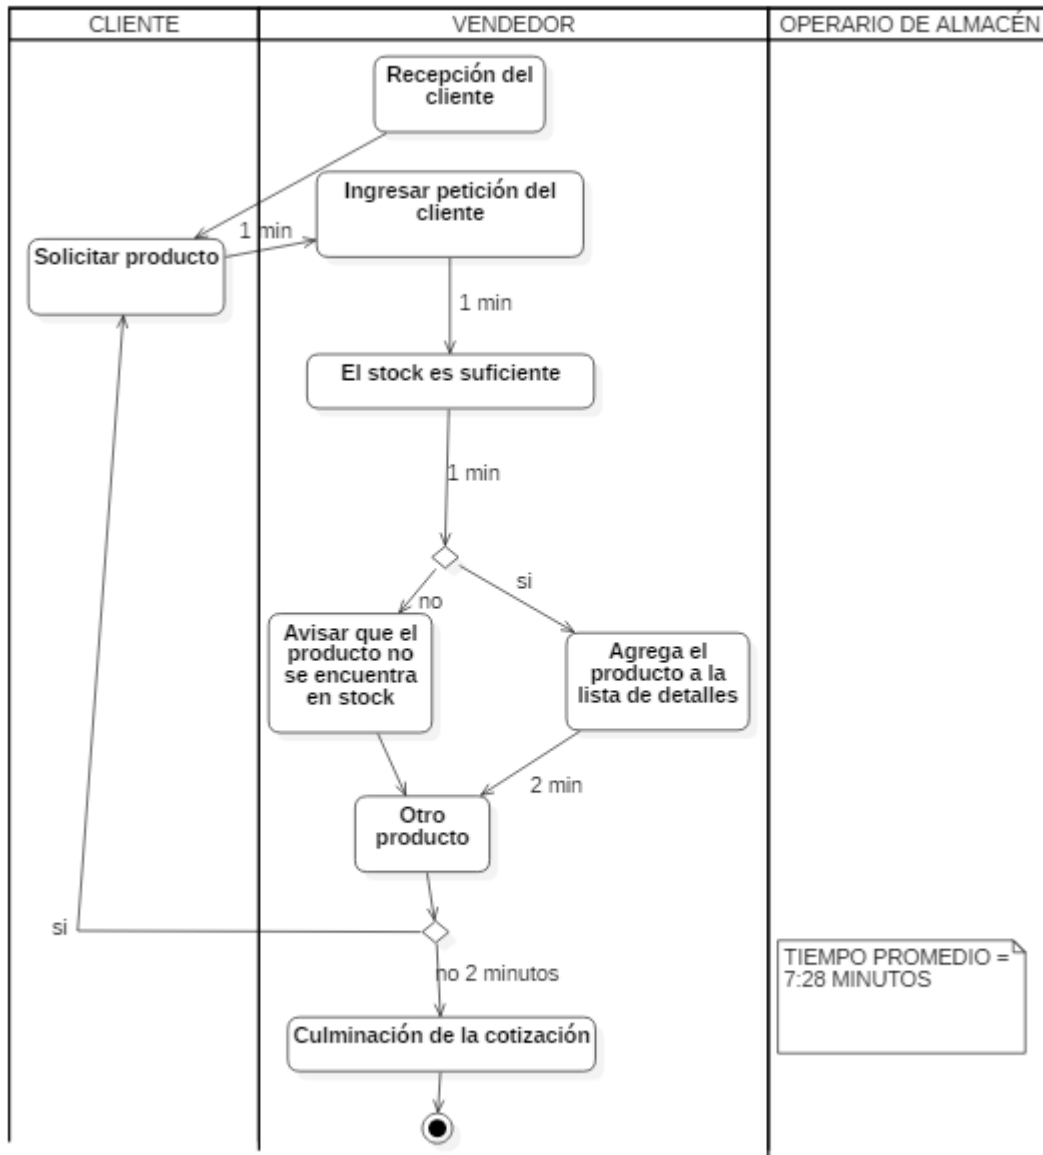 CLIENTE
VENDEDOR
OPERARIO DE ALMACÉN
Recepción del
cliente
Ingresar petición del
cliente
1 min
Solicitar producto
1 min
El stock es suficiente
1 min
si
no
Avisar que el
producto no
se encuentra
en stock
Agrega el
producto a la
lista de detalles
2 min
Otro
producto
si
no 2 minutos
TIEMPO PROMEDIO =
7:28 MINUTOS
Culminación de la cotización